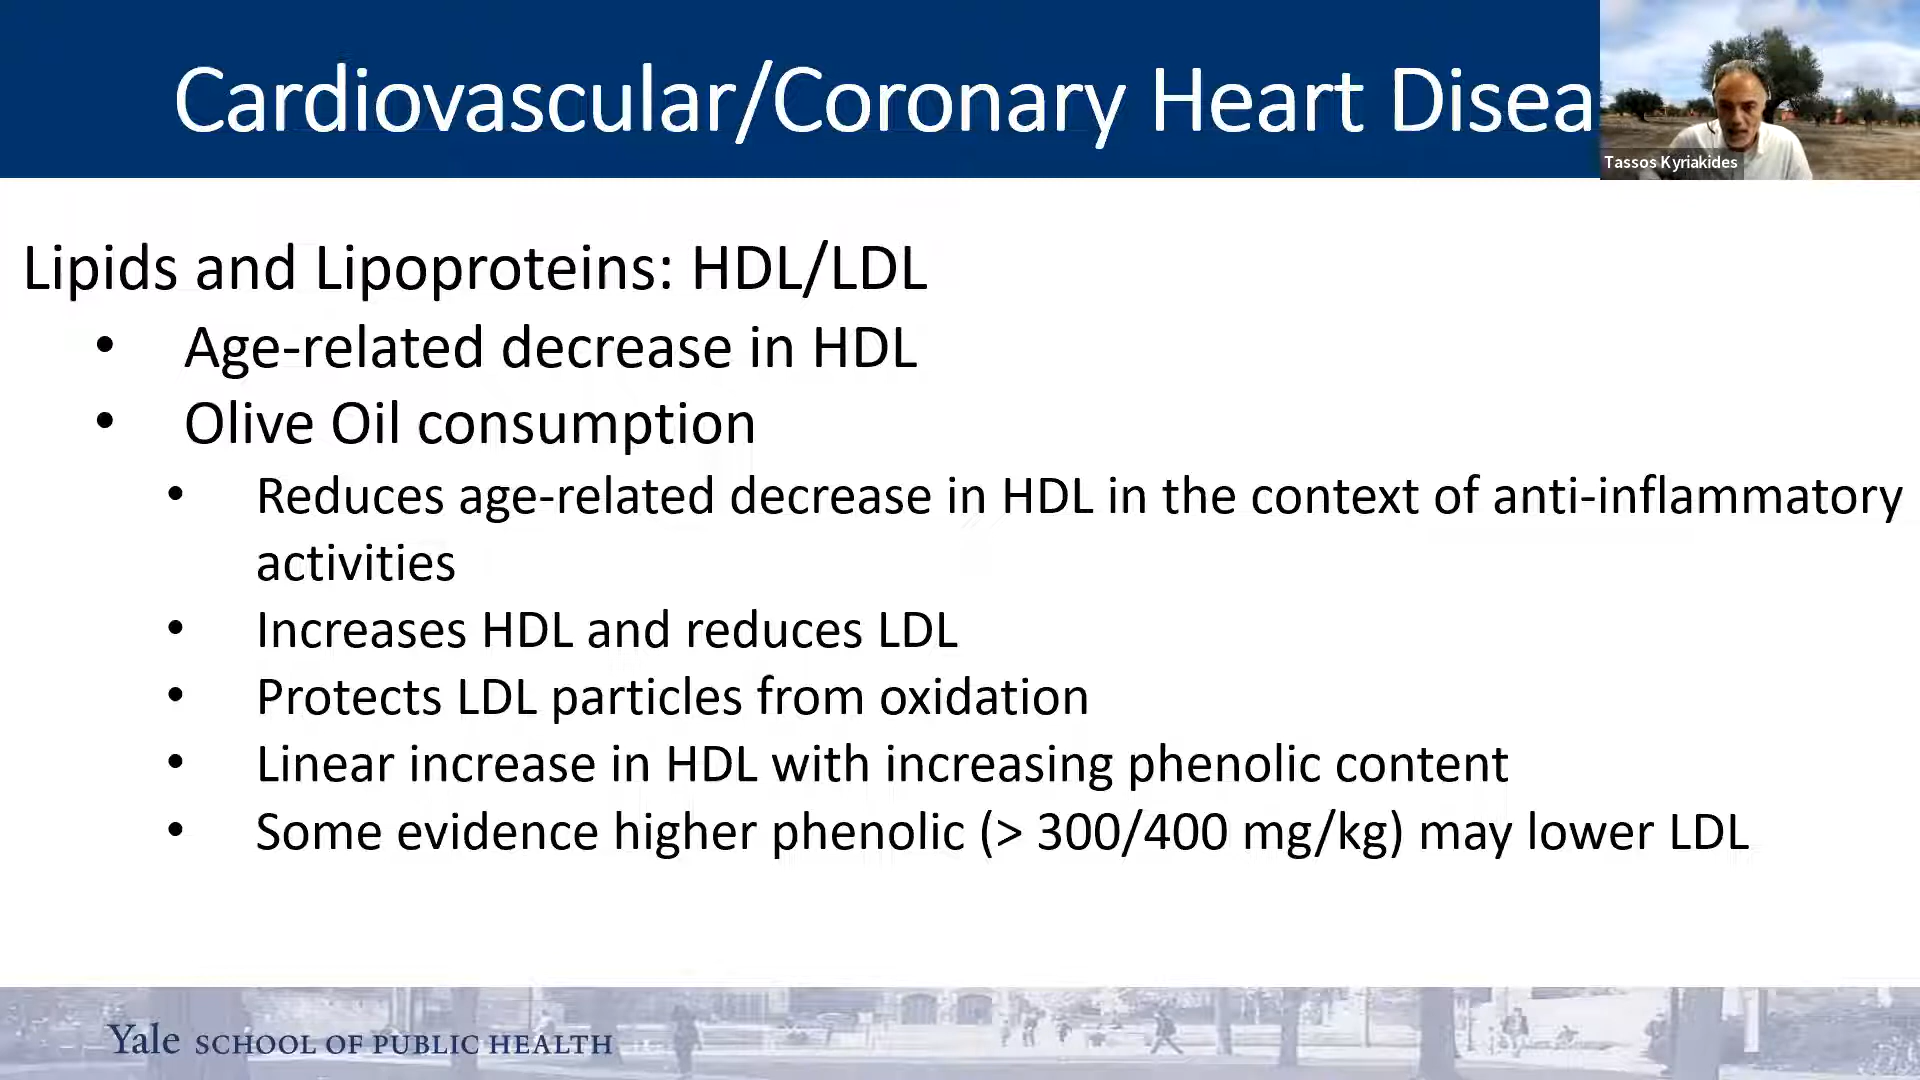 Cardiovascular/Coronary Heart Disea
Tassos Kyriakides
Lipids and Lipoproteins: HDL/LDL
• Age-related decrease in HDL
• Olive Oil consumption
• Reduces age-related decrease in HDL in the context of anti-inflammatory
activities
• Increases HDL and reduces LDL
• Protects LDL particles from oxidation
• Linear increase in HDL with increasing phenolic content
• Some evidence higher phenolic (> 300/400 mg/kg) may lower LDL
Yale SCHOOL OF PUBLIC HEALTH